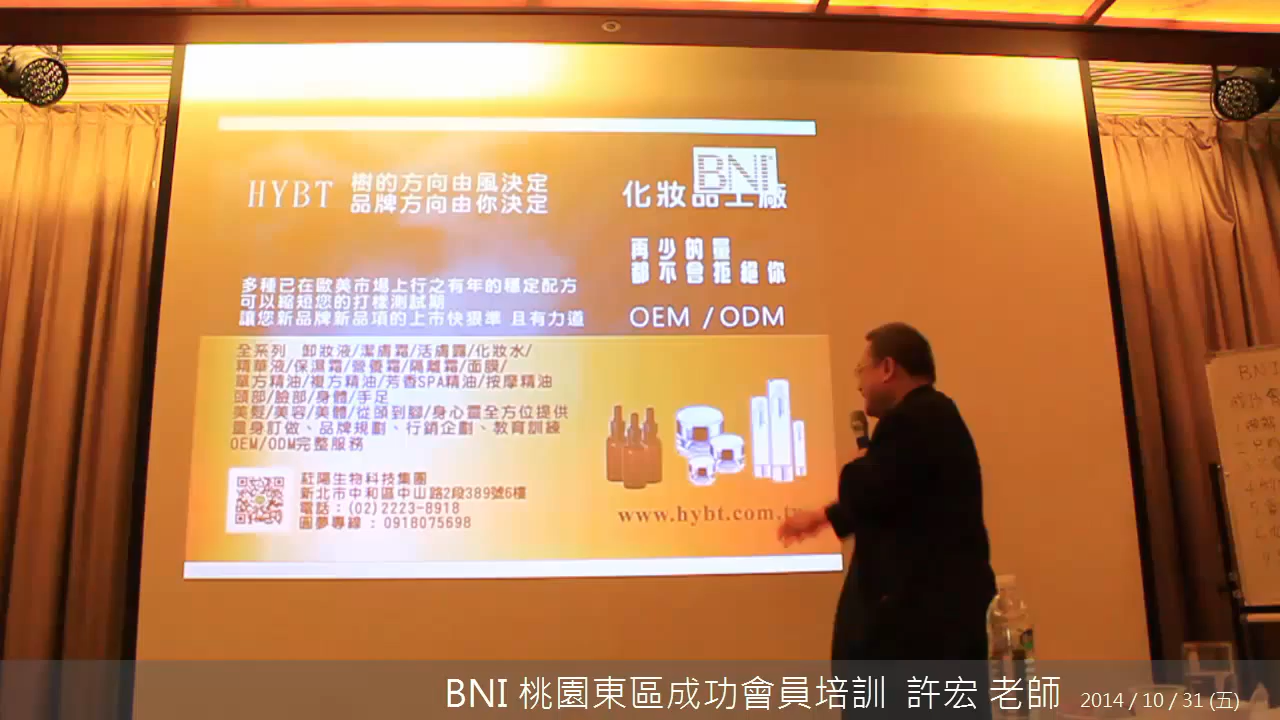 BNI
HYBT
樹的方向由風決定
品牌方向由你決定
化妝品工廠
再少的量
都不會拒絕你
OEM / ODM
多種已在歐美市場上行之有年的穩定配方
可以縮短您的打樣測試期
讓您新品牌新品項的上市快狠準 且有力道
全系列 卸妝液/潔膚霜/活膚露/化妝水/
精華液/保濕霜/營養霜/隔離霜/面膜/
單方精油/複方精油/芳香SPA精油/按摩精油
頭部/臉部/身體/手足
美髮/美容/美體/從頭到腳/身心靈全方位提供
量身訂做、品牌規劃、行銷企劃、教育訓練
OEM/ODM完整服務
莊陽生物科技集團
新北市中和區中山路2段389號6樓
電話：(02)2223-8918
圓夢專線：0918075698
www.hybt.com.tw
BNI
BNI 桃園東區成功會員培訓 許宏 老師 2014 / 10 / 31 (五)